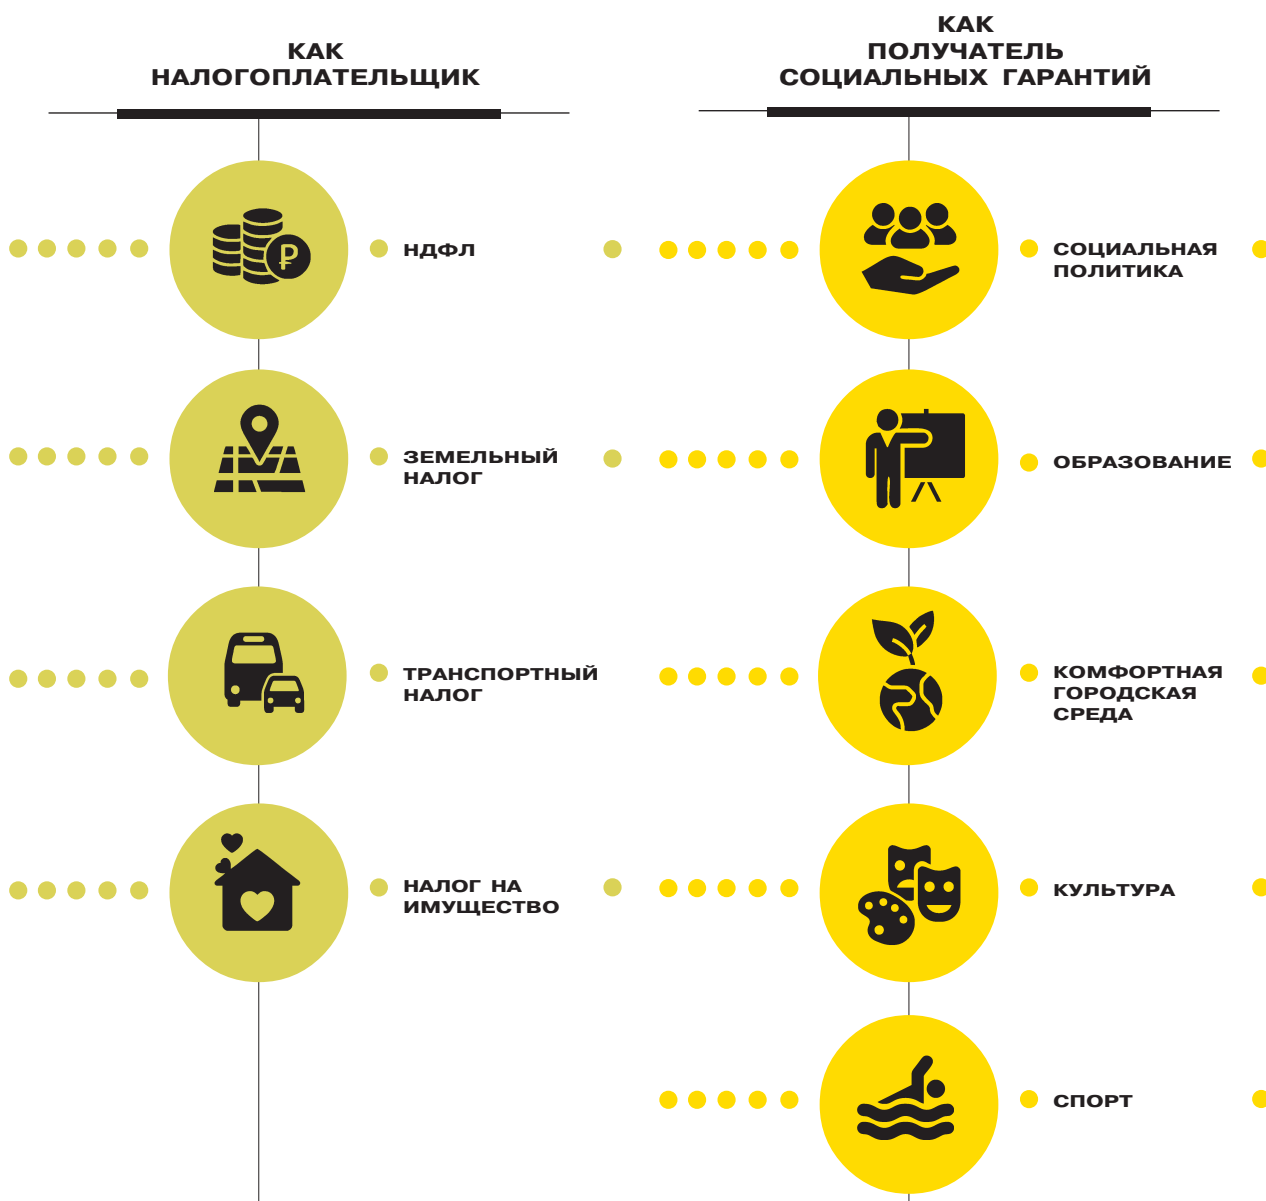 КАК
НАЛОГОПЛАТЕЛЬЩИК
НДФЛ
ЗЕМЕЛЬНЫЙ
НАЛОГ
ТРАНСПОРТНЫЙ
НАЛОГ
НАЛОГ НА
ИМУЩЕСТВО
КАК
ПОЛУЧАТЕЛЬ
СОЦИАЛЬНЫХ ГАРАНТИЙ
СОЦИАЛЬНАЯ
ПОЛИТИКА
ОБРАЗОВАНИЕ
КОМФОРТНАЯ
ГОРОДСКАЯ
СРЕДА
КУЛЬТУРА
СПОРТ